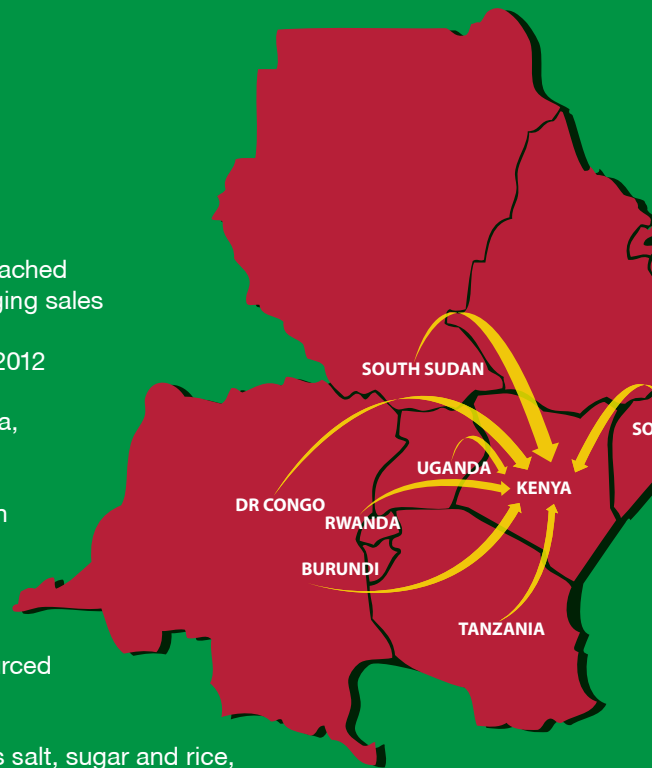 ached
ging sales
2012
a,
n
rced
s salt, sugar and rice,
SOUTH SUDAN
SO
UGANDA
KENYA
DR CONGO
RWANDA
BURUNDI
TANZANIA